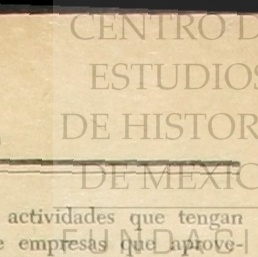 CENTRO D
ESTUDIOS
DE HISTOR
DE MEXIC
actividades que tengan
FUNDACI
e empresas que aprove-